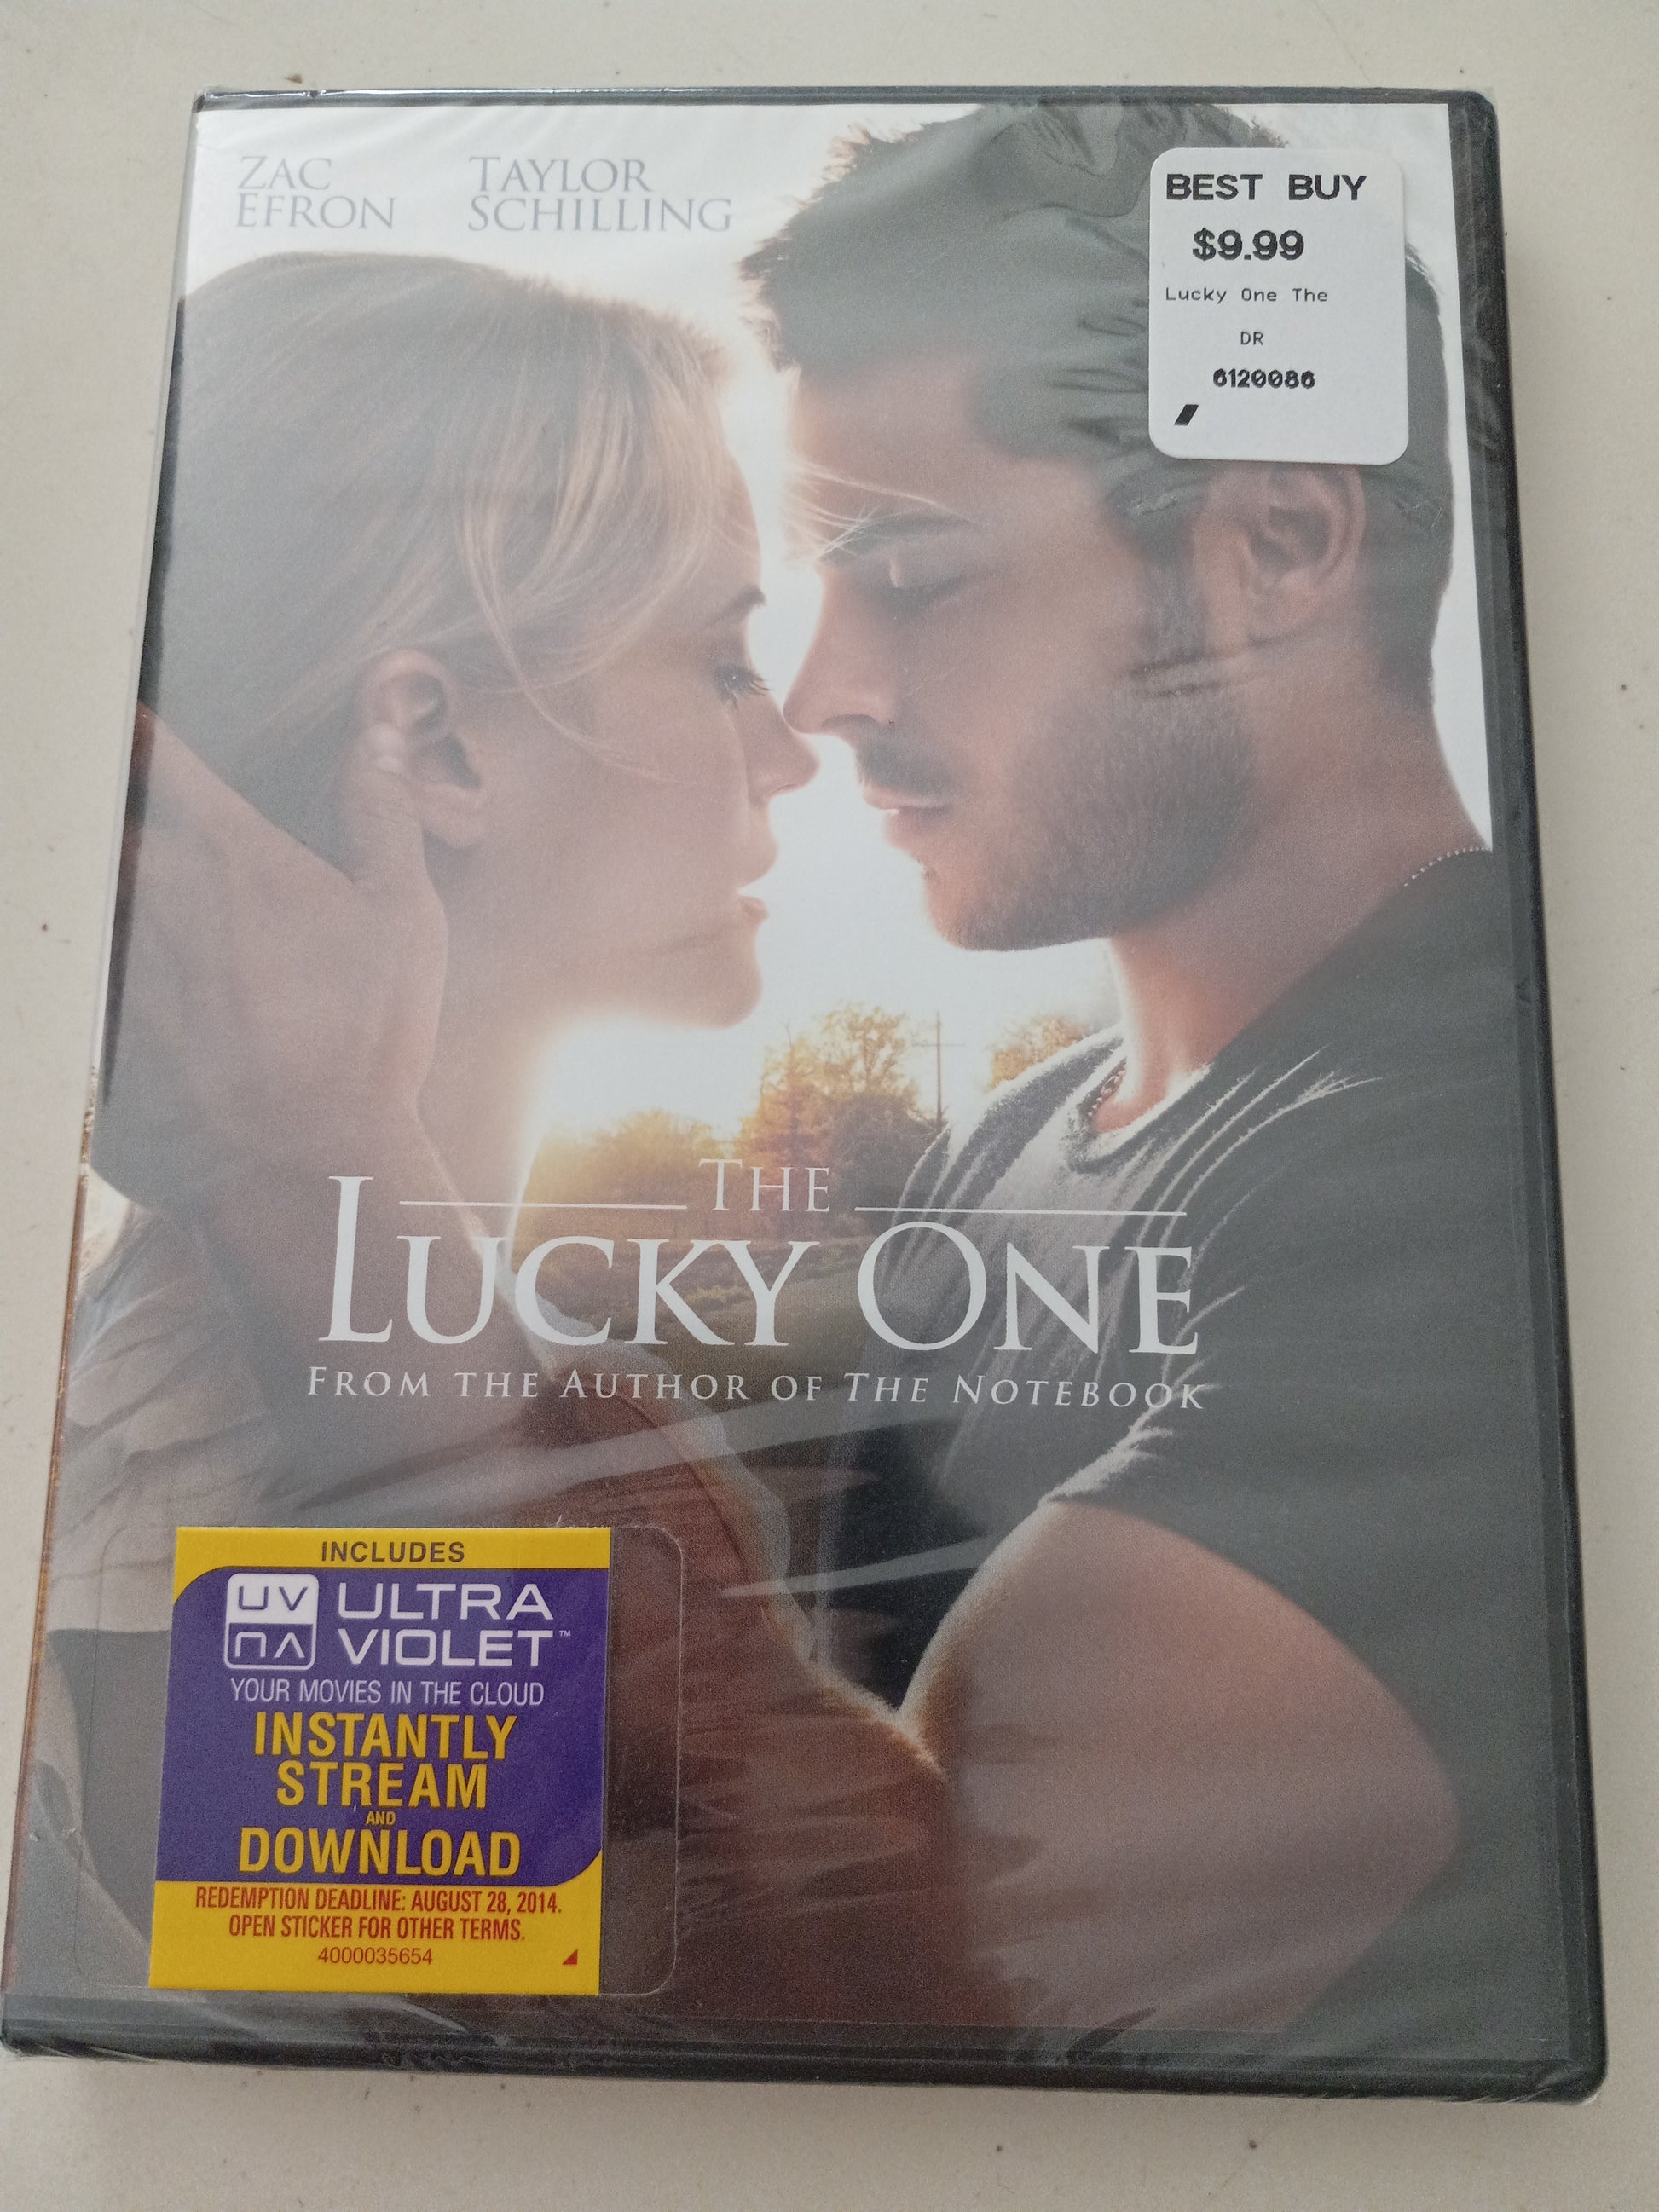 ZAC
EFRON
TAYLOR
SCHILLING
BEST BUY
$9.99
Lucky One The
DR
6120086
THE
LUCKY ONE
FROM THE AUTHOR OF THE NOTEBOOK
INCLUDES
UV
ULTRA
VIOLET™
YOUR MOVIES IN THE CLOUD
INSTANTLY
STREAM
AND
DOWNLOAD
REDEMPTION DEADLINE: AUGUST 28, 2014.
OPEN STICKER FOR OTHER TERMS.
4000035654